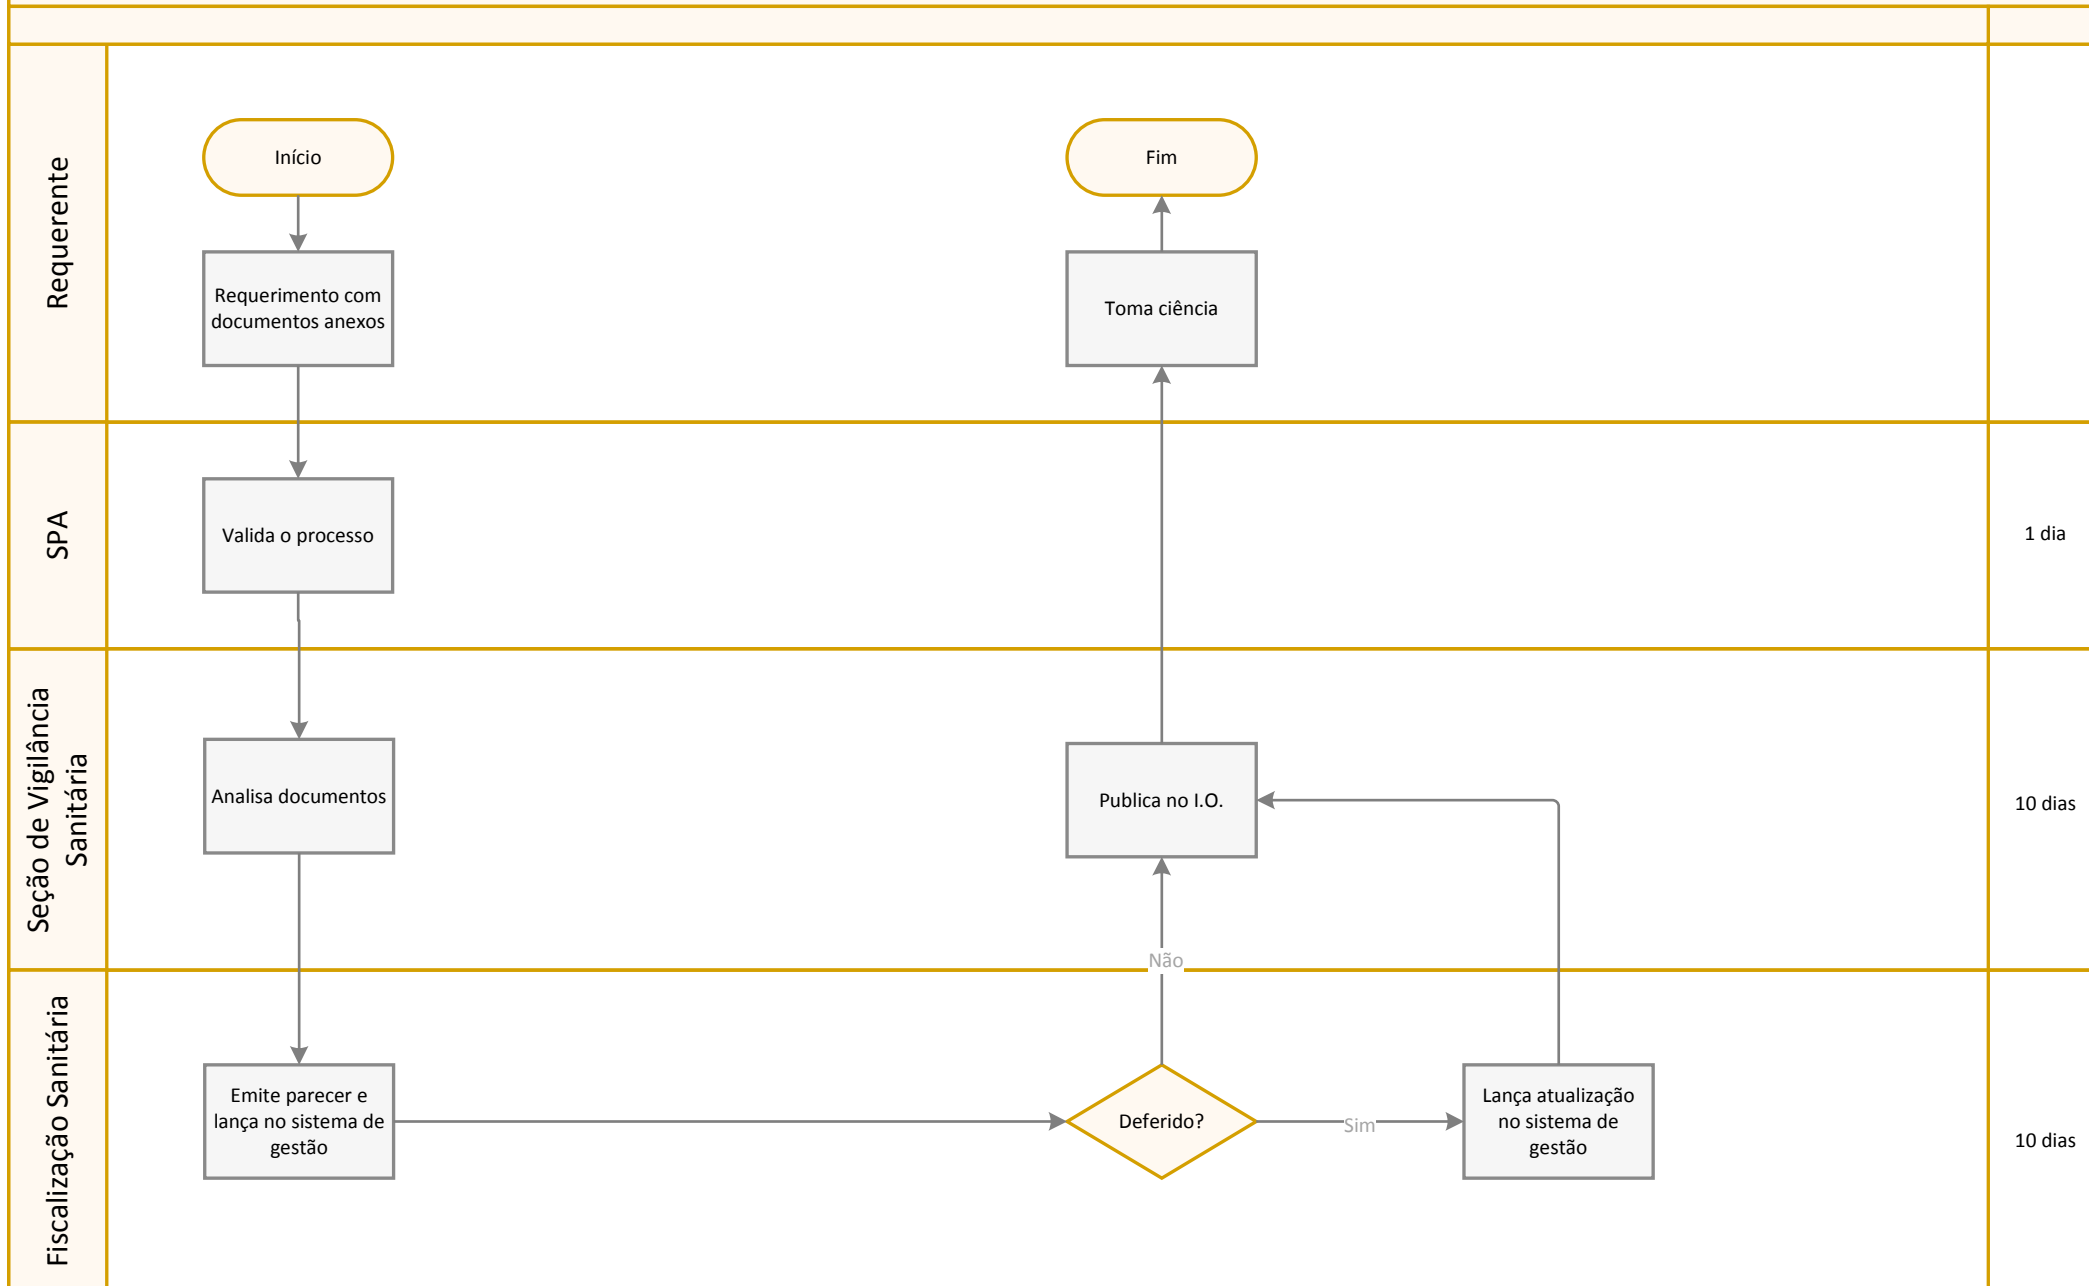 Requerente
Início
Fim
Requerimento com
documentos anexos
Toma ciência
SPA
Valida o processo
1 dia
Seção de Vigilância
Sanitária
Analisa documentos
Publica no I.O.
10 dias
Não
Fiscalização Sanitária
Emite parecer e
lança no sistema de
gestão
Deferido?
Sim
Lança atualização
no sistema de
gestão
10 dias